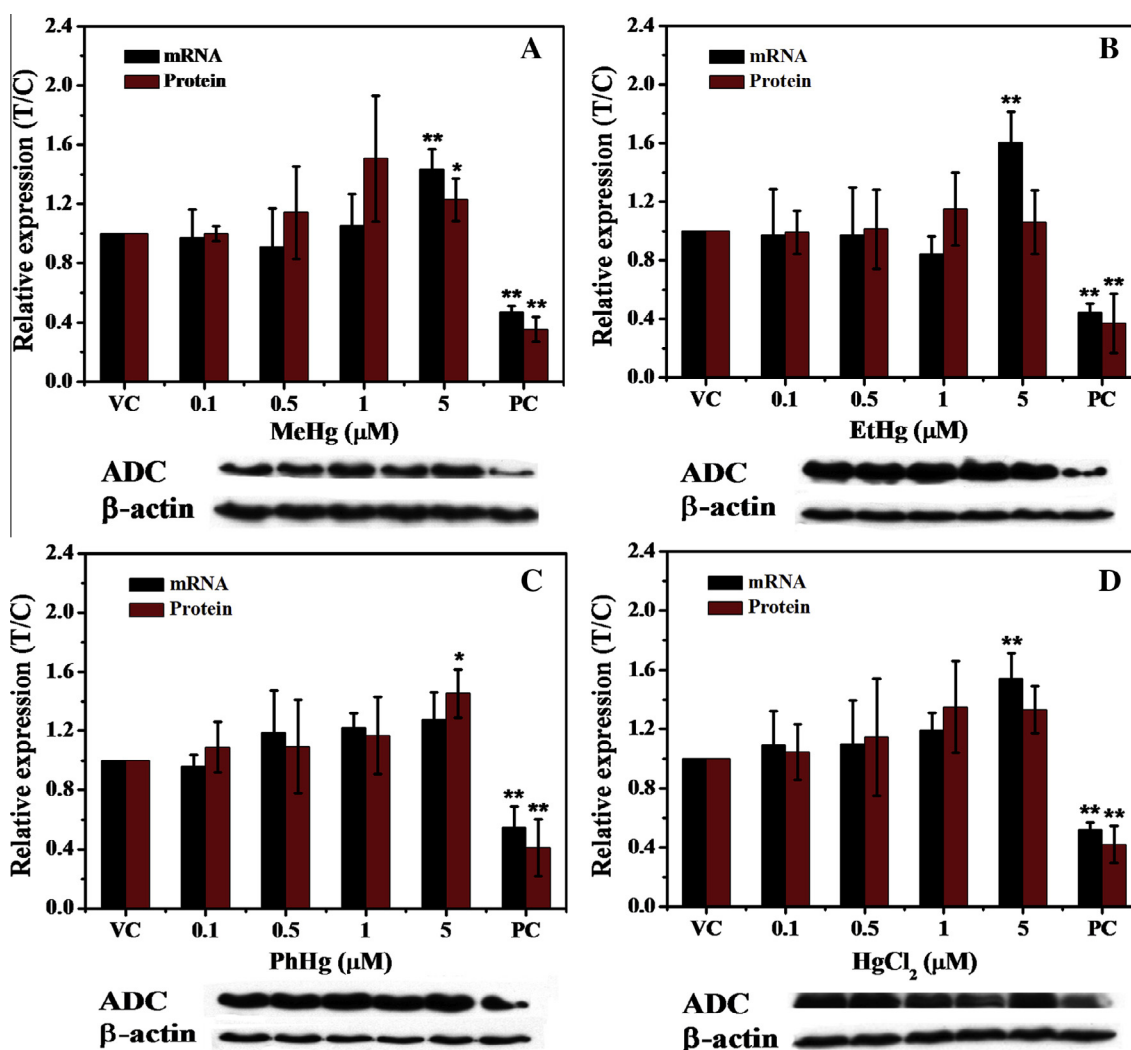 A
mRNA
Protein
Relative expression (T/C)
2.4
2.0
1.6
1.2
0.8
0.4
0.0
** * ** **
VC 0.1 0.5 1 5 PC
MeHg (μM)
ADC
β-actin
B
mRNA
Protein
Relative expression (T/C)
2.4
2.0
1.6
1.2
0.8
0.4
0.0
** ** **
VC 0.1 0.5 1 5 PC
EtHg (μM)
ADC
β-actin
C
mRNA
Protein
Relative expression (T/C)
2.4
2.0
1.6
1.2
0.8
0.4
0.0
* ** **
VC 0.1 0.5 1 5 PC
PhHg (μM)
ADC
β-actin
D
mRNA
Protein
Relative expression (T/C)
2.4
2.0
1.6
1.2
0.8
0.4
0.0
** ** **
VC 0.1 0.5 1 5 PC
HgCl₂ (μM)
ADC
β-actin